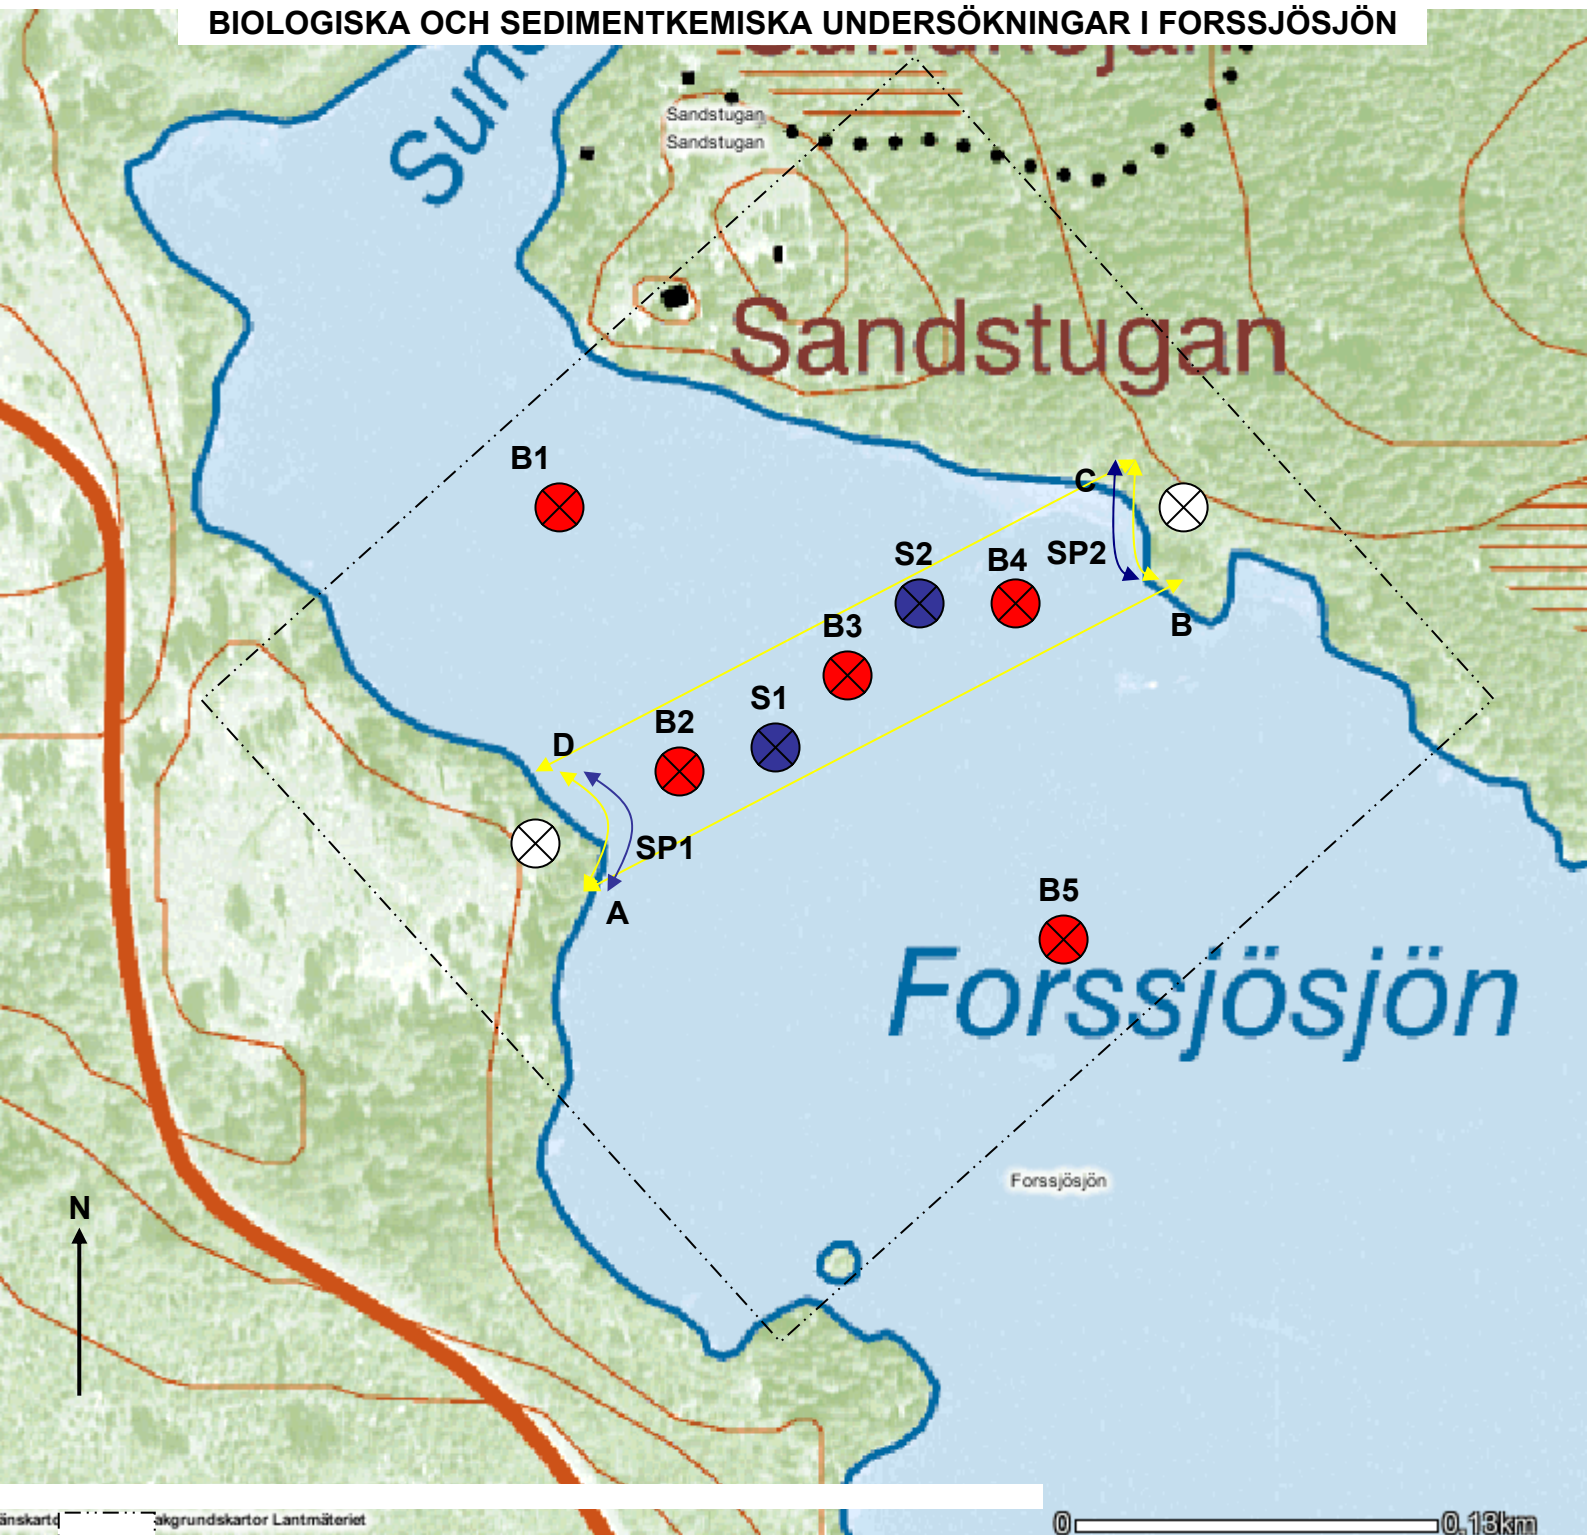 BIOLOGISKA OCH SEDIMENTKEMISKA UNDERSÖKNINGAR I FORSSJÖSJÖN
Sandstugan
Sandstugan
Sandstugan
B1
C
S2
B4
SP2
B3
B
S1
B2
D
SP1
B5
A
Forssjösjön
Forssjösjön
N
akgrundskartor Lantmäteriet
0
0.13km